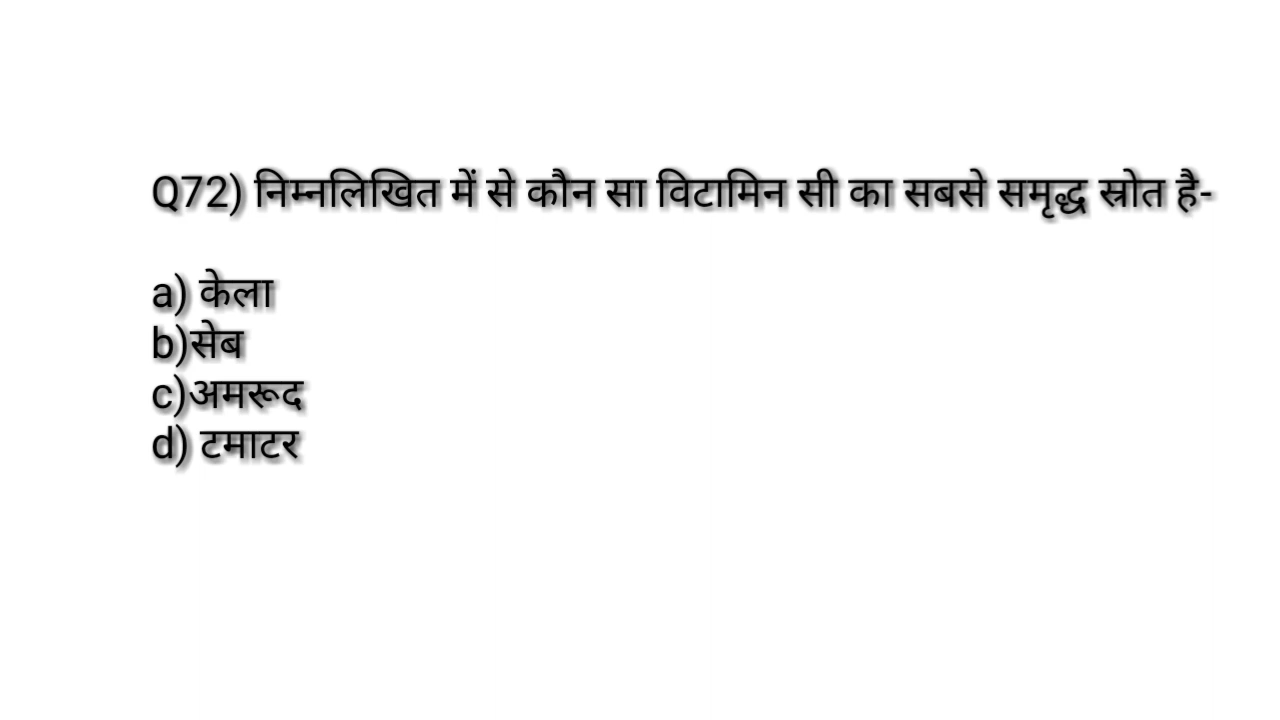 Q72) निम्नलिखित में से कौन सा विटामिन सी का सबसे समृद्ध स्रोत है-
a) केला
b)सेब
c)अमरूद
d) टमाटर